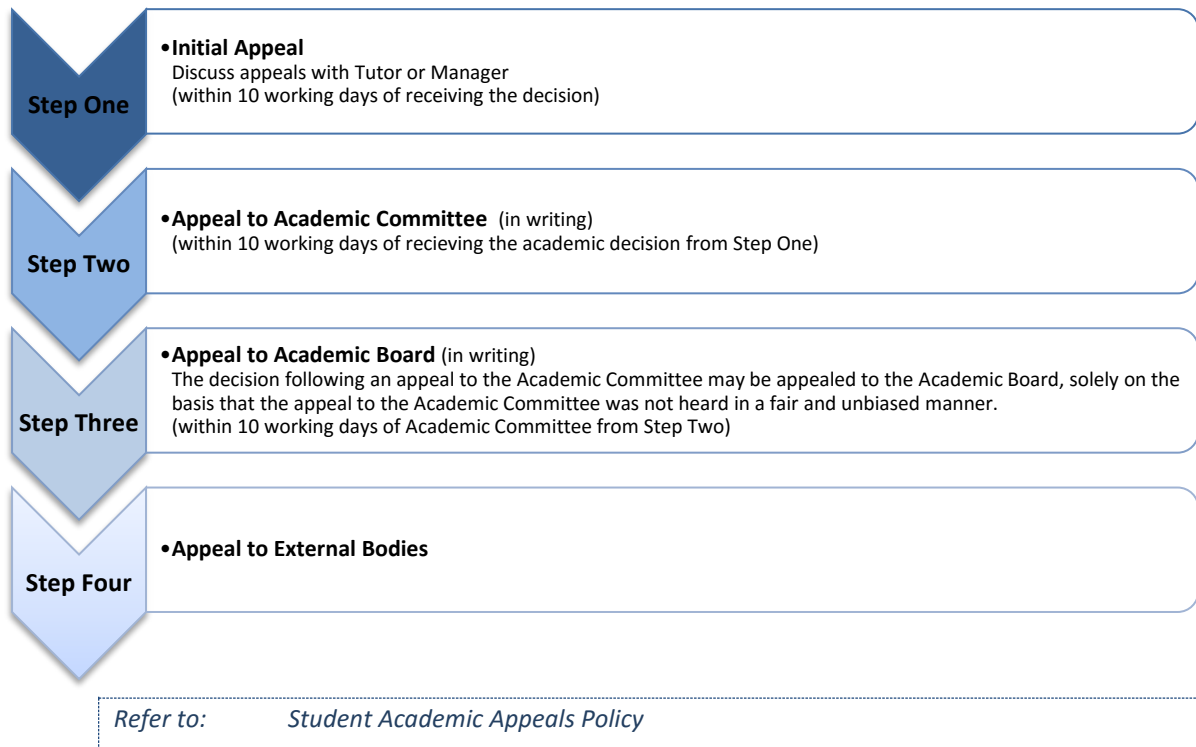 Step One
•Initial Appeal
Discuss appeals with Tutor or Manager
(within 10 working days of receiving the decision)
Step Two
•Appeal to Academic Committee (in writing)
(within 10 working days of recieving the academic decision from Step One)
Step Three
•Appeal to Academic Board (in writing)
The decision following an appeal to the Academic Committee may be appealed to the Academic Board, solely on the
basis that the appeal to the Academic Committee was not heard in a fair and unbiased manner.
(within 10 working days of Academic Committee from Step Two)
Step Four
•Appeal to External Bodies
Refer to: Student Academic Appeals Policy